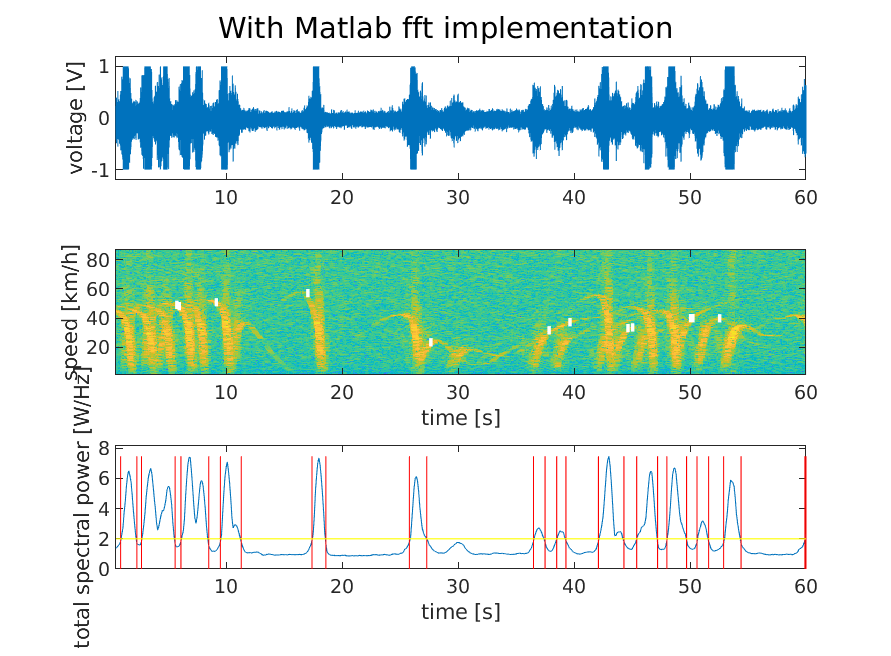 With Matlab fft implementation
voltage [V]
1
0
-1
10 20 30 40 50 60
speed [km/h]
80
60
40
20
10 20 30 40 50 60
time [s]
total spectral power [W/Hz]
8
6
4
2
0
10 20 30 40 50 60
time [s]